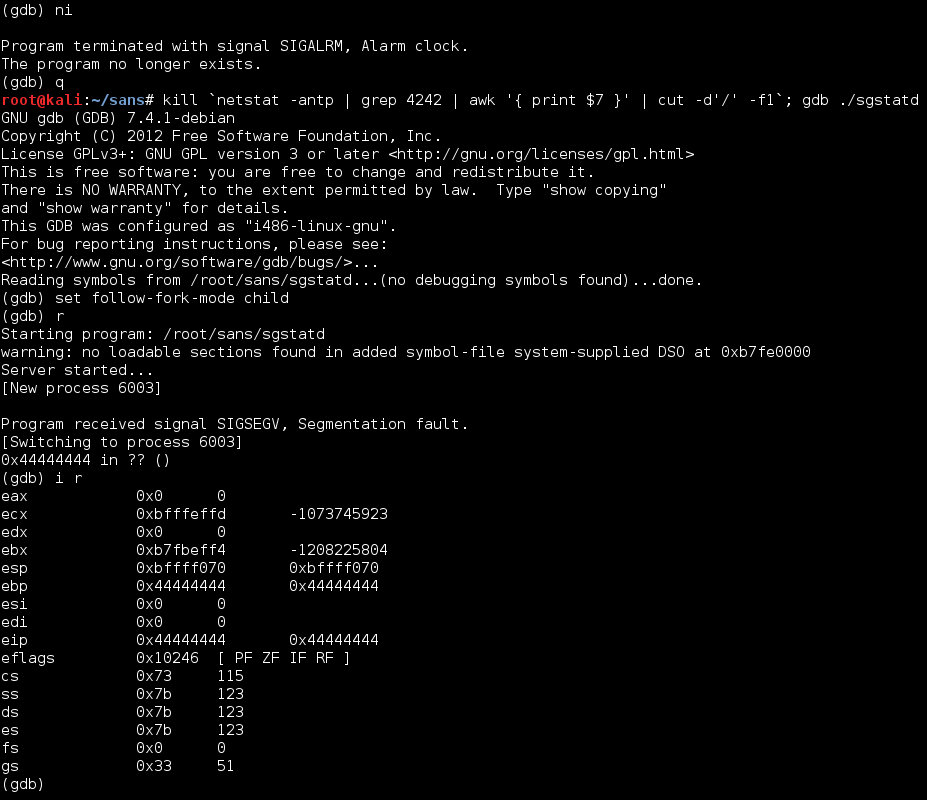 (gdb) ni

Program terminated with signal SIGALRM, Alarm clock.
The program no longer exists.
(gdb) q
root@kali:~/sans# kill `netstat -antp | grep 4242 | awk '{ print $7 }' | cut -d'/' -f1`; gdb ./sgstatd
GNU gdb (GDB) 7.4.1-debian
Copyright (C) 2012 Free Software Foundation, Inc.
License GPLv3+: GNU GPL version 3 or later <http://gnu.org/licenses/gpl.html>
This is free software: you are free to change and redistribute it.
There is NO WARRANTY, to the extent permitted by law.  Type "show copying"
and "show warranty" for details.
This GDB was configured as "i486-linux-gnu".
For bug reporting instructions, please see:
<http://www.gnu.org/software/gdb/bugs/>...
Reading symbols from /root/sans/sgstatd...(no debugging symbols found)...done.
(gdb) set follow-fork-mode child
(gdb) r
Starting program: /root/sans/sgstatd
warning: no loadable sections found in added symbol-file system-supplied DSO at 0xb7fe0000
Server started...
[New process 6003]

Program received signal SIGSEGV, Segmentation fault.
[Switching to process 6003]
0x44444444 in ?? ()
(gdb) i r
eax            0x0      0
ecx            0xbfffeffd       -1073745923
edx            0x0      0
ebx            0xb7fbeff4       -1208225804
esp            0xbffff070       0xbffff070
ebp            0x44444444       0x44444444
esi            0x0      0
edi            0x0      0
eip            0x44444444       0x44444444
eflags         0x10246  [ PF ZF IF RF ]
cs             0x73     115
ss             0x7b     123
ds             0x7b     123
es             0x7b     123
fs             0x0      0
gs             0x33     51
(gdb)